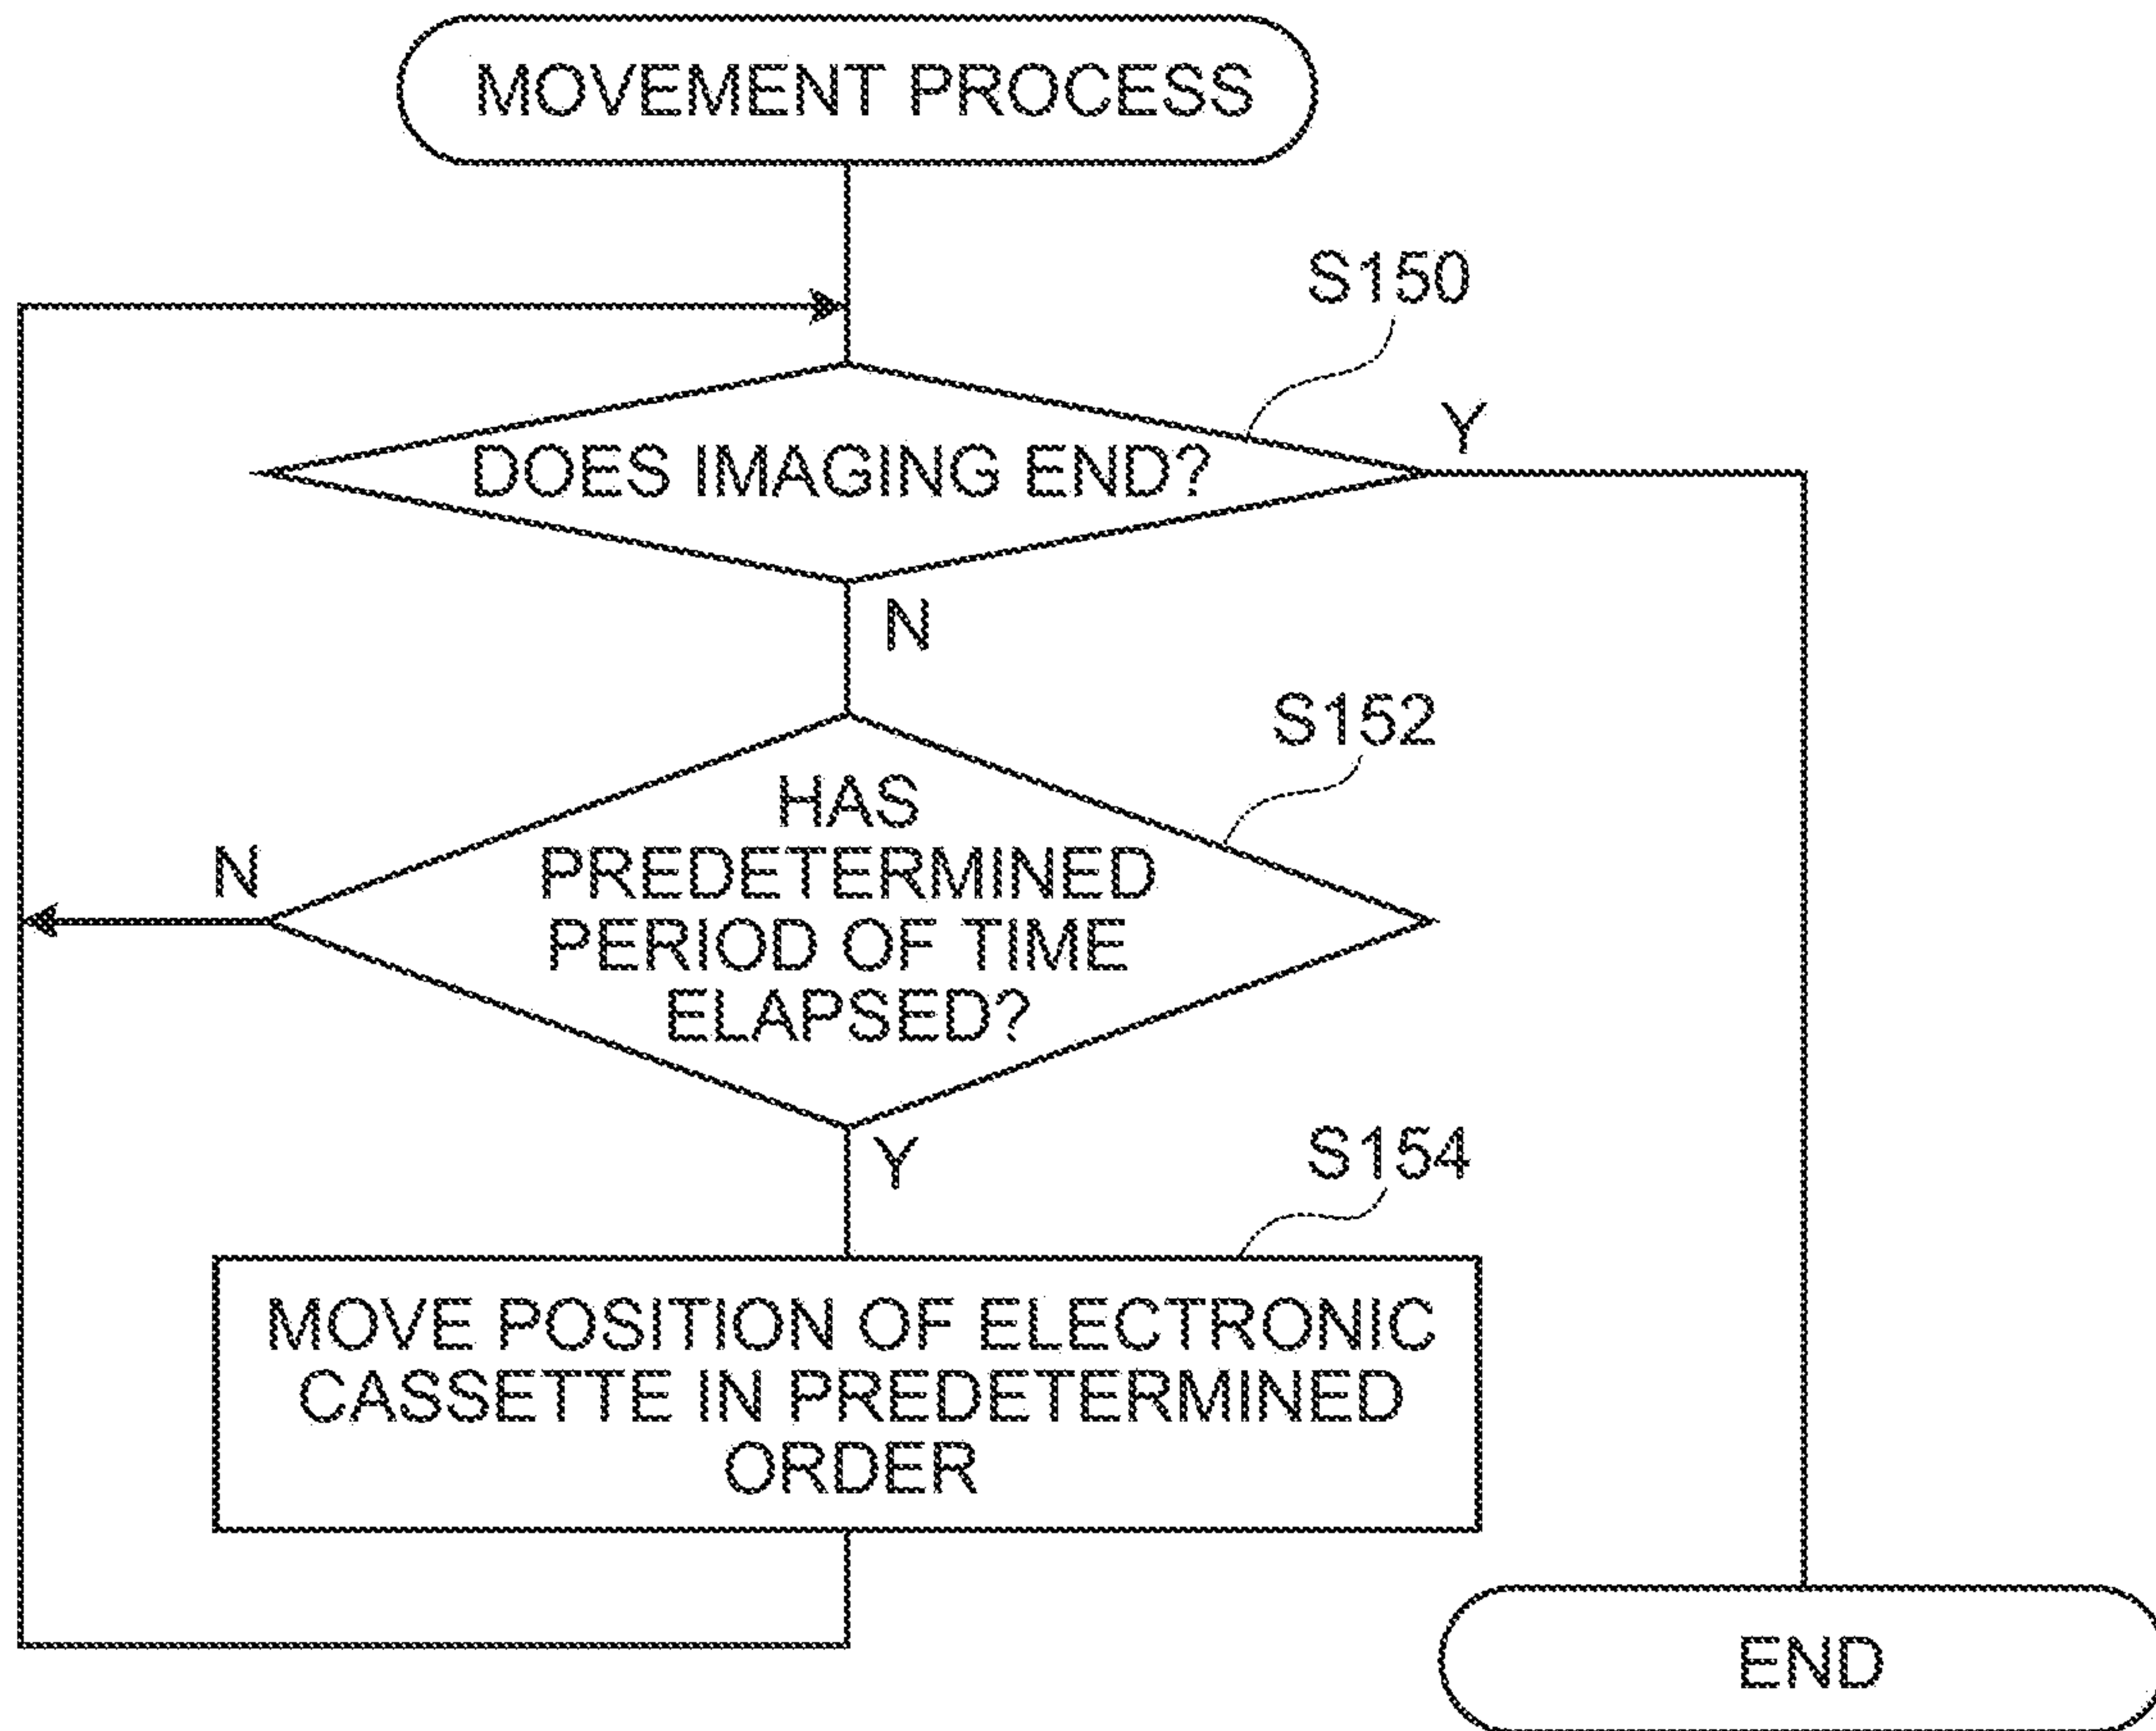 MOVEMENT PROCESS
S150
Y
DOES IMAGING END?
N
S152
HAS
PREDETERMINED
PERIOD OF TIME
ELAPSED?
N
Y
S154
MOVE POSITION OF ELECTRONIC
CASSETTE IN PREDETERMINED
ORDER
END